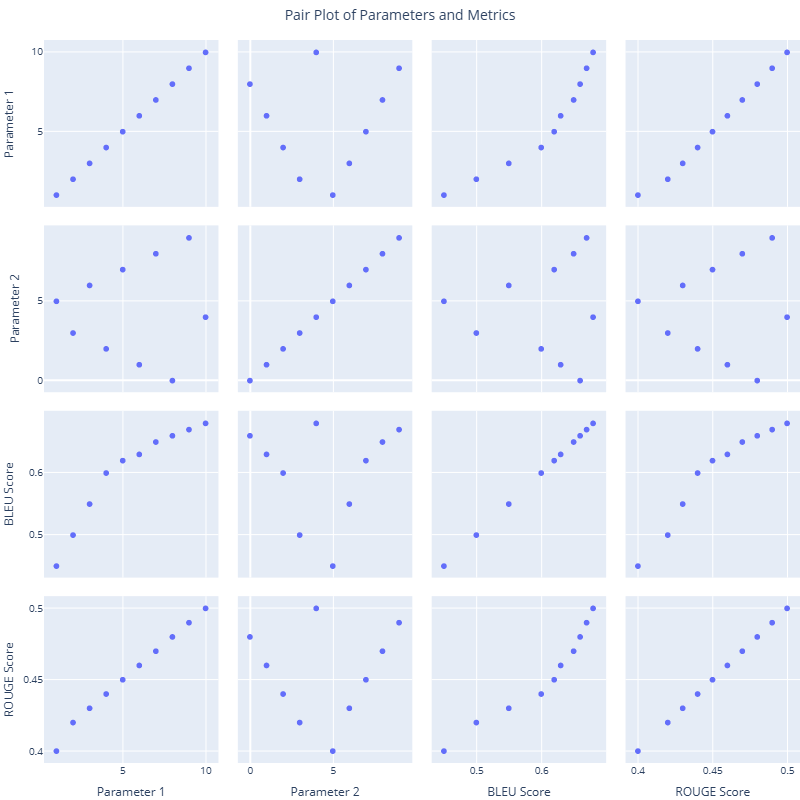 Pair Plot of Parameters and Metrics
Parameter 1
10
5
Parameter 2
5
0
BLEU Score
0.6
0.5
ROUGE Score
0.5
0.45
0.4
5 10 0 5 0.5 0.6 0.4 0.45 0.5
Parameter 1 Parameter 2 BLEU Score ROUGE Score